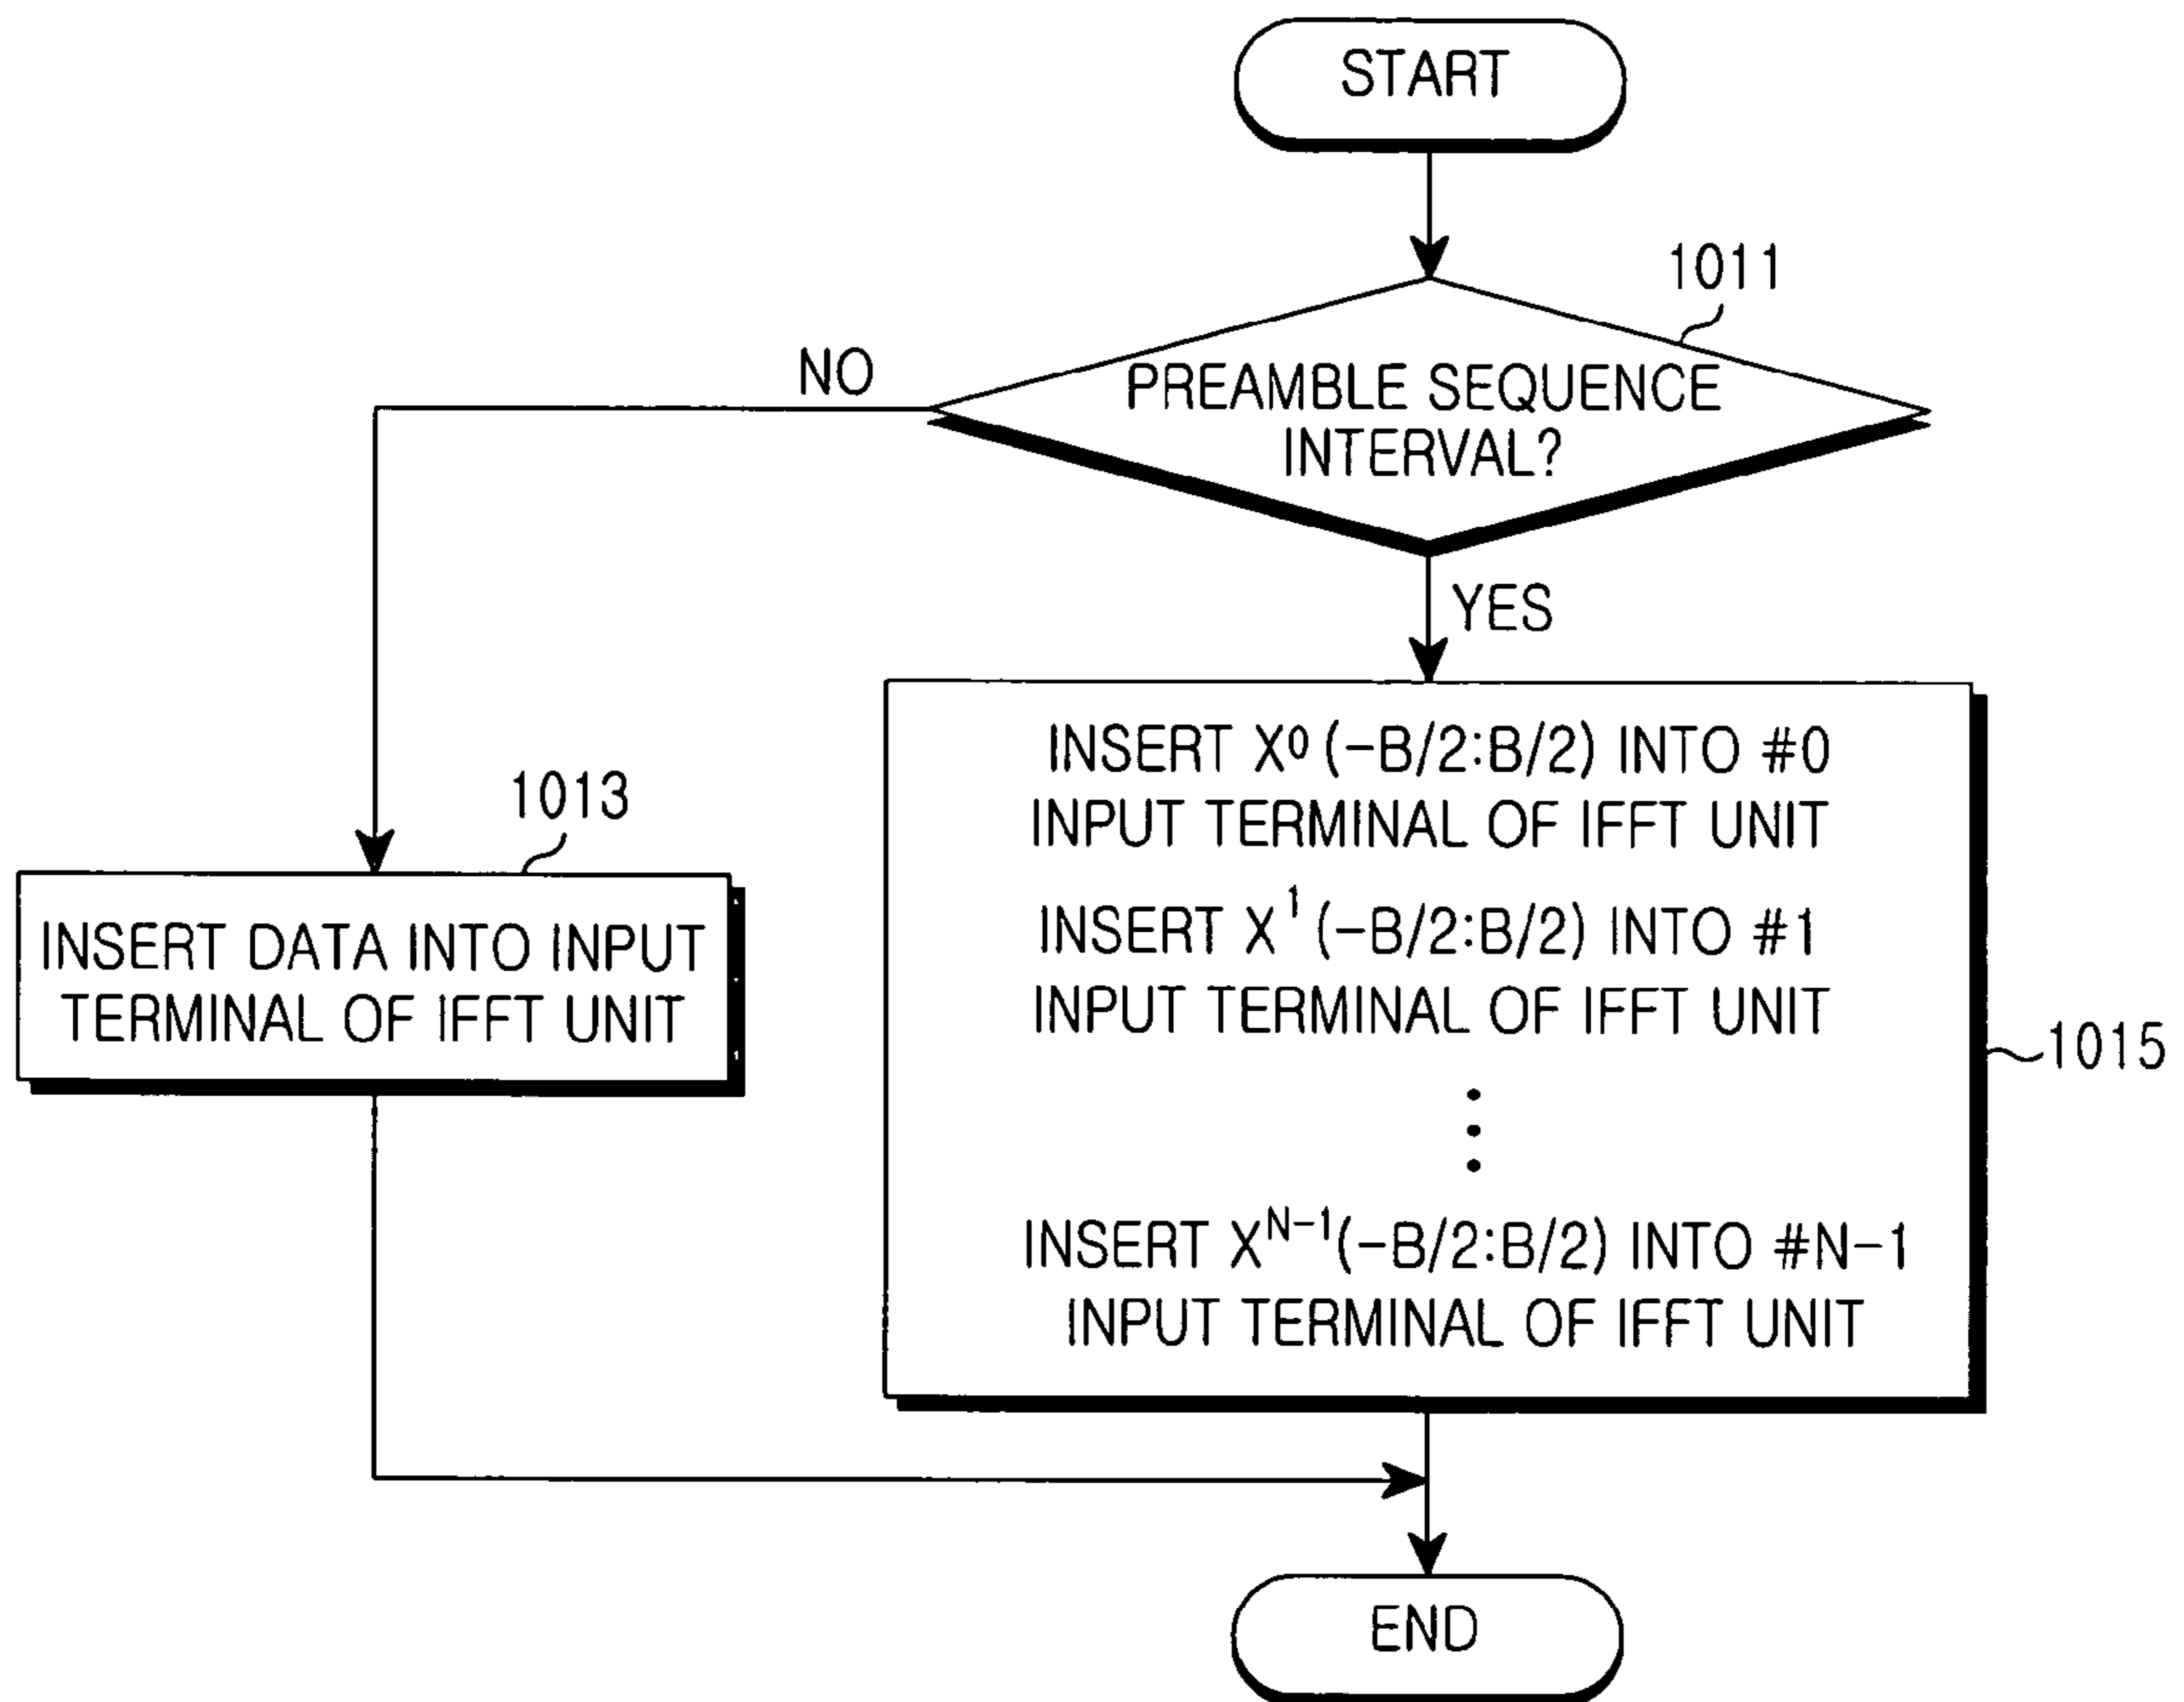 START
1011
PREAMBLE SEQUENCE
INTERVAL?
NO
YES
1013
INSERT DATA INTO INPUT
TERMINAL OF IFFT UNIT
INSERT X⁰ (−B/2:B/2) INTO #0
INPUT TERMINAL OF IFFT UNIT
INSERT X¹ (−B/2:B/2) INTO #1
INPUT TERMINAL OF IFFT UNIT
INSERT Xᴺ⁻¹(−B/2:B/2) INTO #N−1
INPUT TERMINAL OF IFFT UNIT
1015
END